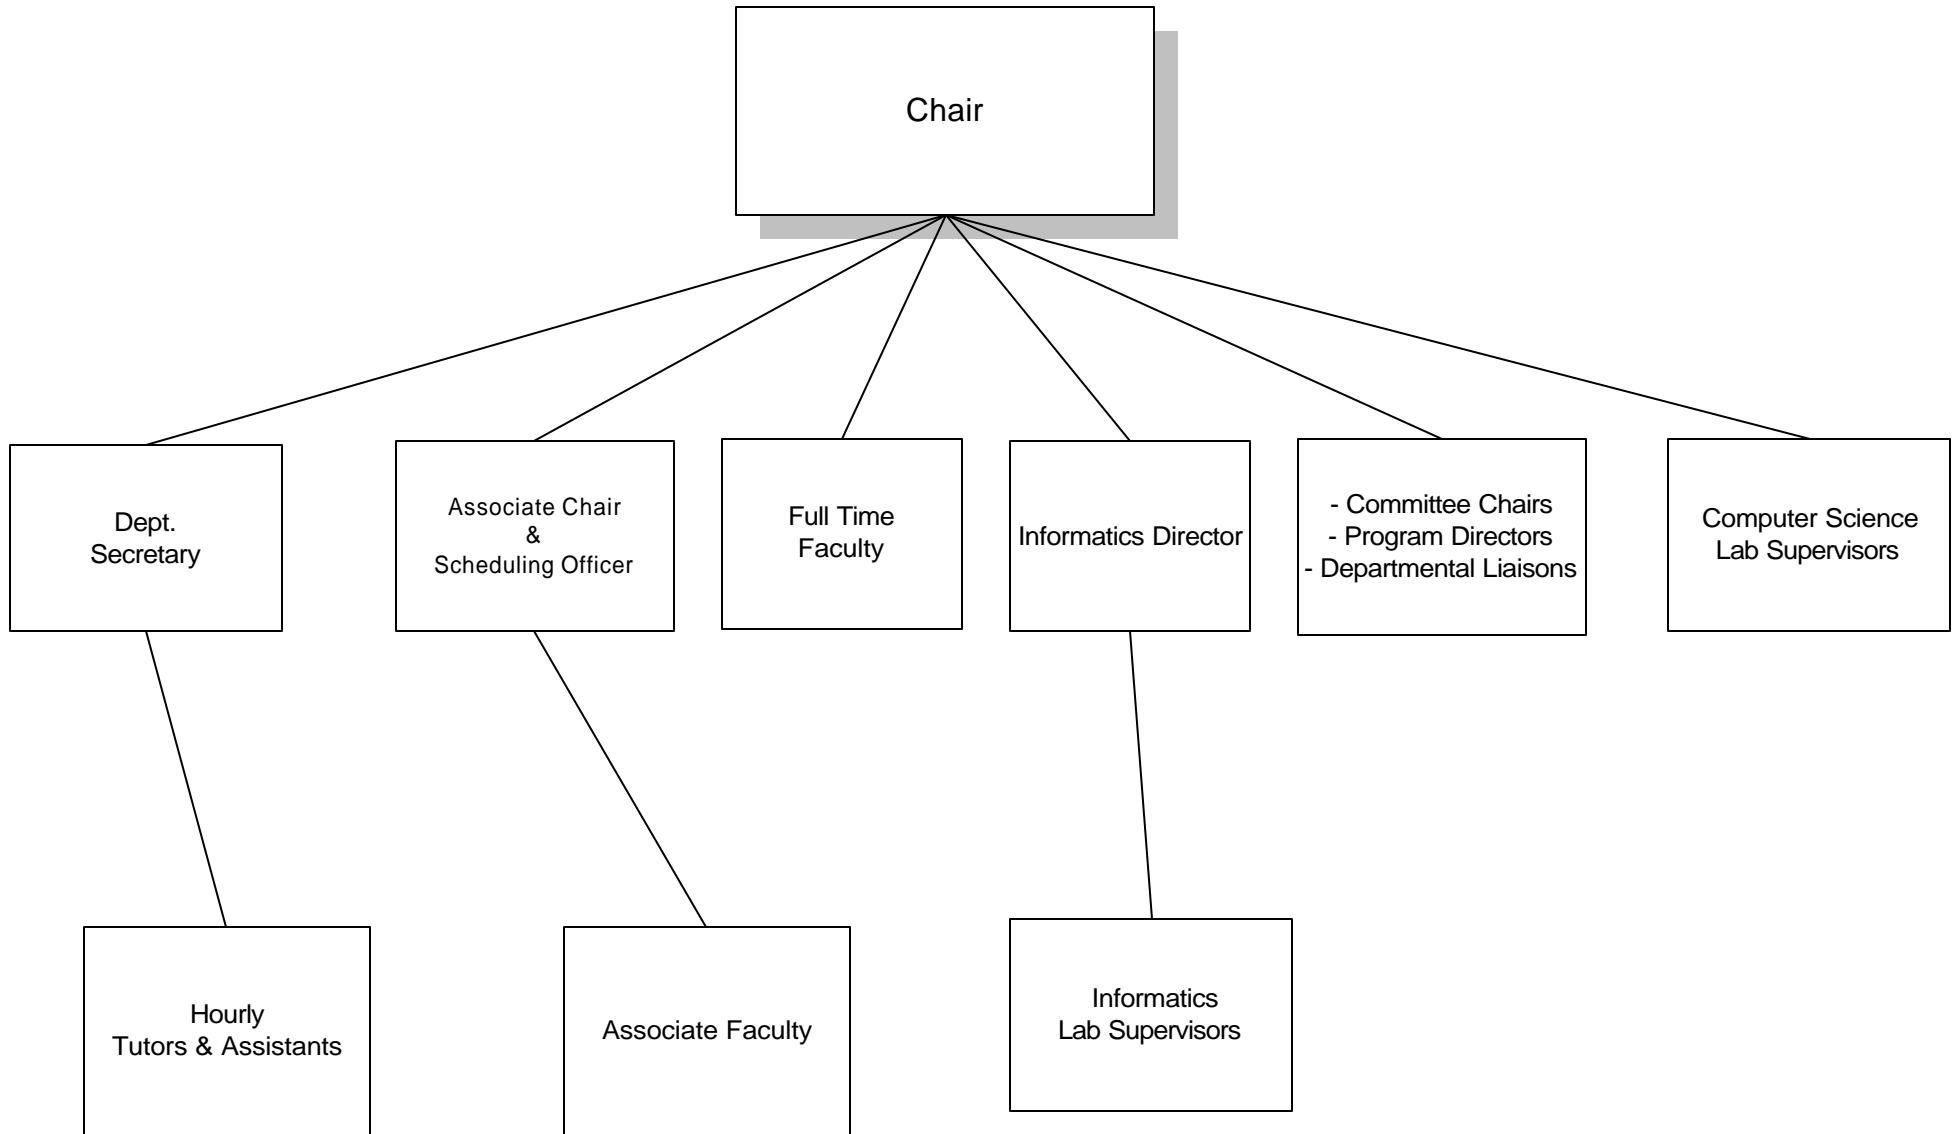 Chair
Dept.
Secretary
Associate Chair
&
Scheduling Officer
Full Time
Faculty
Informatics Director
- Committee Chairs
- Program Directors
- Departmental Liaisons
Computer Science
Lab Supervisors
Hourly
Tutors & Assistants
Associate Faculty
Informatics
Lab Supervisors